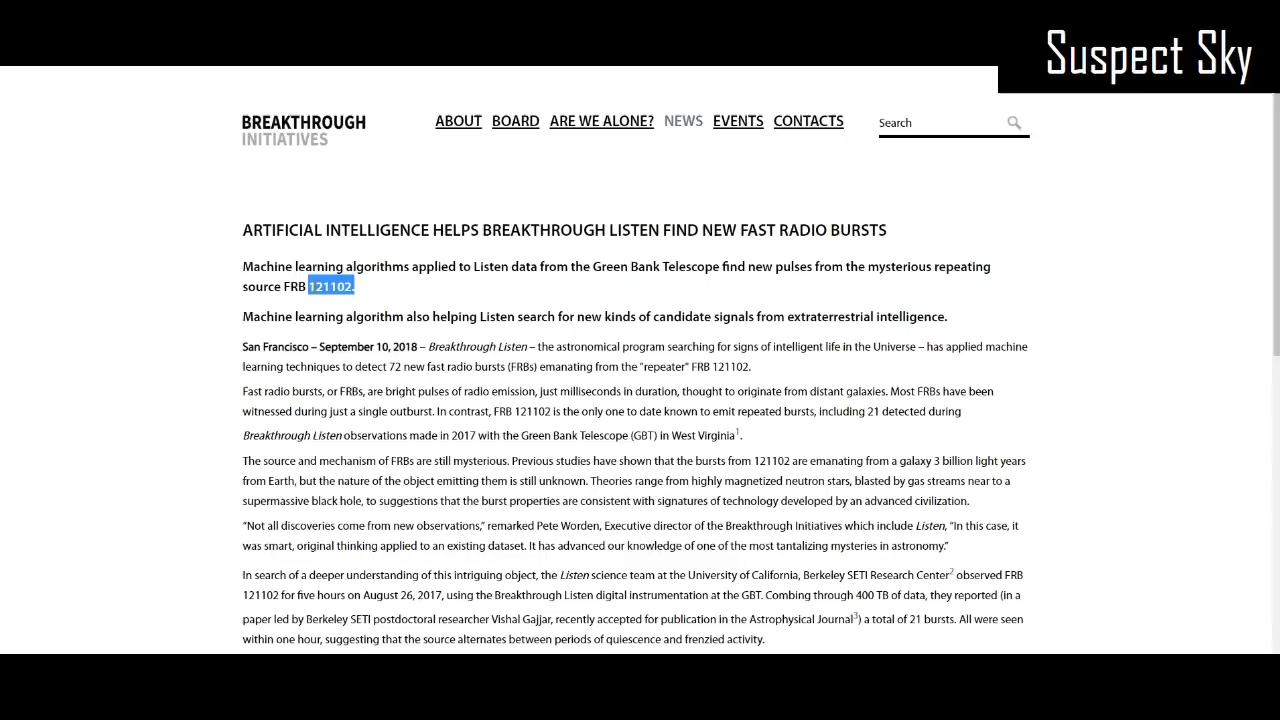 Suspect Sky
BREAKTHROUGH
INITIATIVES
ABOUT BOARD ARE WE ALONE? NEWS EVENTS CONTACTS
Search
ARTIFICIAL INTELLIGENCE HELPS BREAKTHROUGH LISTEN FIND NEW FAST RADIO BURSTS
Machine learning algorithms applied to Listen data from the Green Bank Telescope find new pulses from the mysterious repeating
source FRB 121102.
Machine learning algorithm also helping Listen search for new kinds of candidate signals from extraterrestrial intelligence.
San Francisco – September 10, 2018 – Breakthrough Listen – the astronomical program searching for signs of intelligent life in the Universe – has applied machine
learning techniques to detect 72 new fast radio bursts (FRBs) emanating from the "repeater" FRB 121102.
Fast radio bursts, or FRBs, are bright pulses of radio emission, just milliseconds in duration, thought to originate from distant galaxies. Most FRBs have been
witnessed during just a single outburst. In contrast, FRB 121102 is the only one to date known to emit repeated bursts, including 21 detected during
Breakthrough Listen observations made in 2017 with the Green Bank Telescope (GBT) in West Virginia1.
The source and mechanism of FRBs are still mysterious. Previous studies have shown that the bursts from 121102 are emanating from a galaxy 3 billion light years
from Earth, but the nature of the object emitting them is still unknown. Theories range from highly magnetized neutron stars, blasted by gas streams near to a
supermassive black hole, to suggestions that the burst properties are consistent with signatures of technology developed by an advanced civilization.
“Not all discoveries come from new observations,” remarked Pete Worden, Executive director of the Breakthrough Initiatives which include Listen, “In this case, it
was smart, original thinking applied to an existing dataset. It has advanced our knowledge of one of the most tantalizing mysteries in astronomy.”
In search of a deeper understanding of this intriguing object, the Listen science team at the University of California, Berkeley SETI Research Center2 observed FRB
121102 for five hours on August 26, 2017, using the Breakthrough Listen digital instrumentation at the GBT. Combing through 400 TB of data, they reported (in a
paper led by Berkeley SETI postdoctoral researcher Vishal Gajjar, recently accepted for publication in the Astrophysical Journal3) a total of 21 bursts. All were seen
within one hour, suggesting that the source alternates between periods of quiescence and frenzied activity.